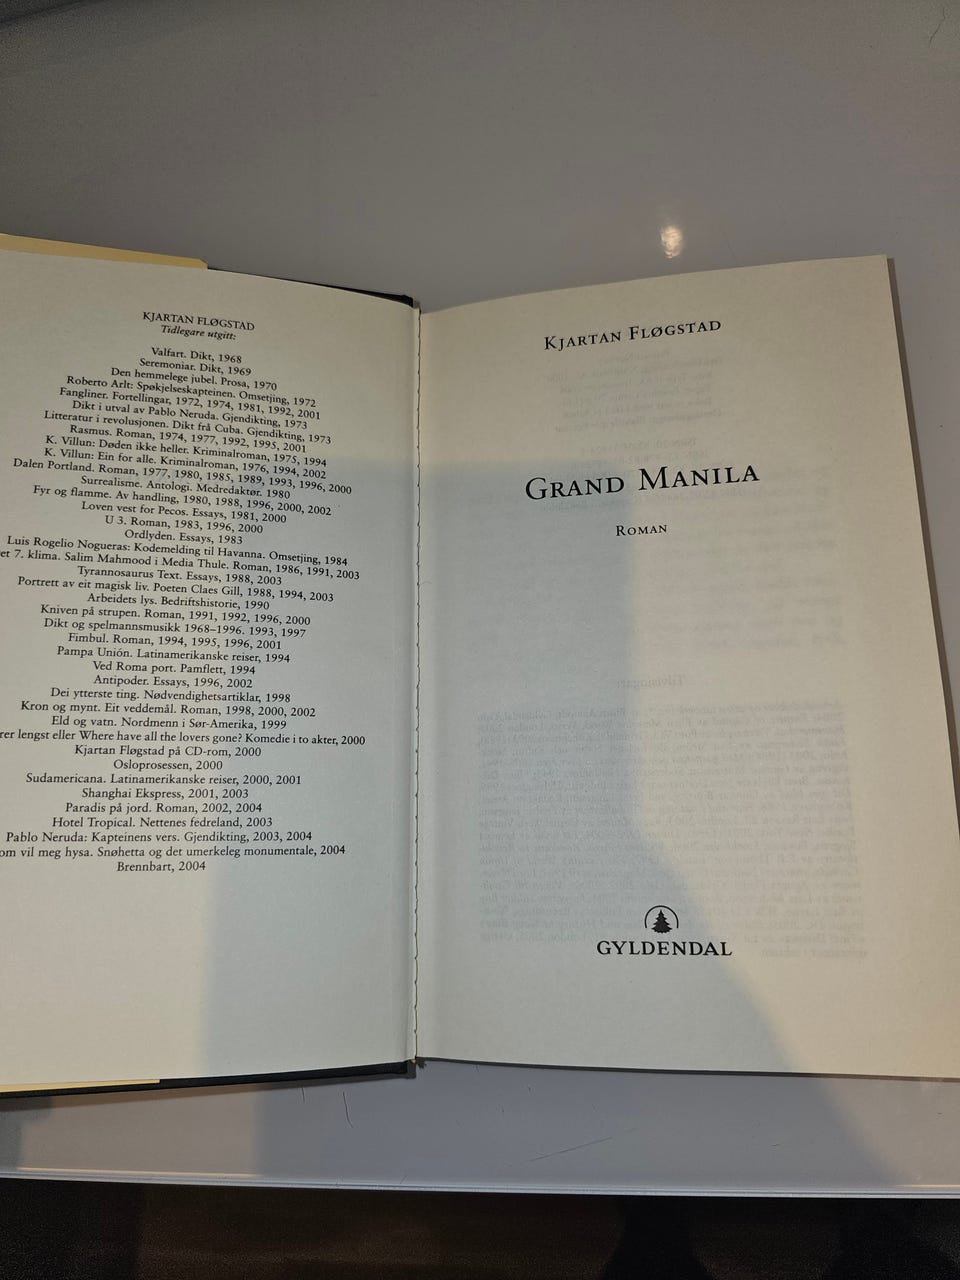 KJARTAN FLØGSTAD
Tidlegare utgitt:
Valfart. Dikt, 1968
Seremoniar. Dikt, 1969
Den hemmelege jubel. Prosa, 1970
Roberto Arlt: Spøkjelseskapteinen. Omsetjing, 1972
Fangliner. Fortellingar, 1972, 1974, 1981, 1992, 2001
Dikt i utval av Pablo Neruda. Gjendikting, 1973
Litteratur i revolusjonen. Dikt frå Cuba. Gjendikting, 1973
Rasmus. Roman, 1974, 1977, 1992, 1995, 2001
K. Villun: Døden ikke heller. Kriminalroman, 1975, 1994
K. Villun: Ein for alle. Kriminalroman, 1976, 1994, 2002
Dalen Portland. Roman, 1977, 1980, 1985, 1989, 1993, 1996, 2000
Surrealisme. Antologi. Medredaktør. 1980
Fyr og flamme. Av handling, 1980, 1988, 1996, 2000, 2002
Loven vest for Pecos. Essays, 1981, 2000
U 3. Roman, 1983, 1996, 2000
Ordlyden. Essays, 1983
Luis Rogelio Nogueras: Kodemelding til Havanna. Omsetjing, 1984
et 7. klima. Salim Mahmood i Media Thule. Roman, 1986, 1991, 2003
Tyrannosaurus Text. Essays, 1988, 2003
Portrett av eit magisk liv. Poeten Claes Gill, 1988, 1994, 2003
Arbeidets lys. Bedriftshistorie, 1990
Kniven på strupen. Roman, 1991, 1992, 1996, 2000
Dikt og spelmannsmusikk 1968–1996. 1993, 1997
Fimbul. Roman, 1994, 1995, 1996, 2001
Pampa Unión. Latinamerikanske reiser, 1994
Ved Roma port. Pamflett, 1994
Antipoder. Essays, 1996, 2002
Dei ytterste ting. Nødvendighetsartiklar, 1998
Kron og mynt. Eit veddemål. Roman, 1998, 2000, 2002
Eld og vatn. Nordmenn i Sør-Amerika, 1999
rer lengst eller Where have all the lovers gone? Komedie i to akter, 2000
Kjartan Fløgstad på CD-rom, 2000
Osloprosessen, 2000
Sudamericana. Latinamerikanske reiser, 2000, 2001
Shanghai Ekspress, 2001, 2003
Paradis på jord. Roman, 2002, 2004
Hotel Tropical. Nettenes fedreland, 2003
Pablo Neruda: Kapteinens vers. Gjendikting, 2003, 2004
om vil meg hysa. Snøhetta og det umerkeleg monumentale, 2004
Brennbart, 2004
KJARTAN FLØGSTAD
GRAND MANILA
ROMAN
GYLDENDAL